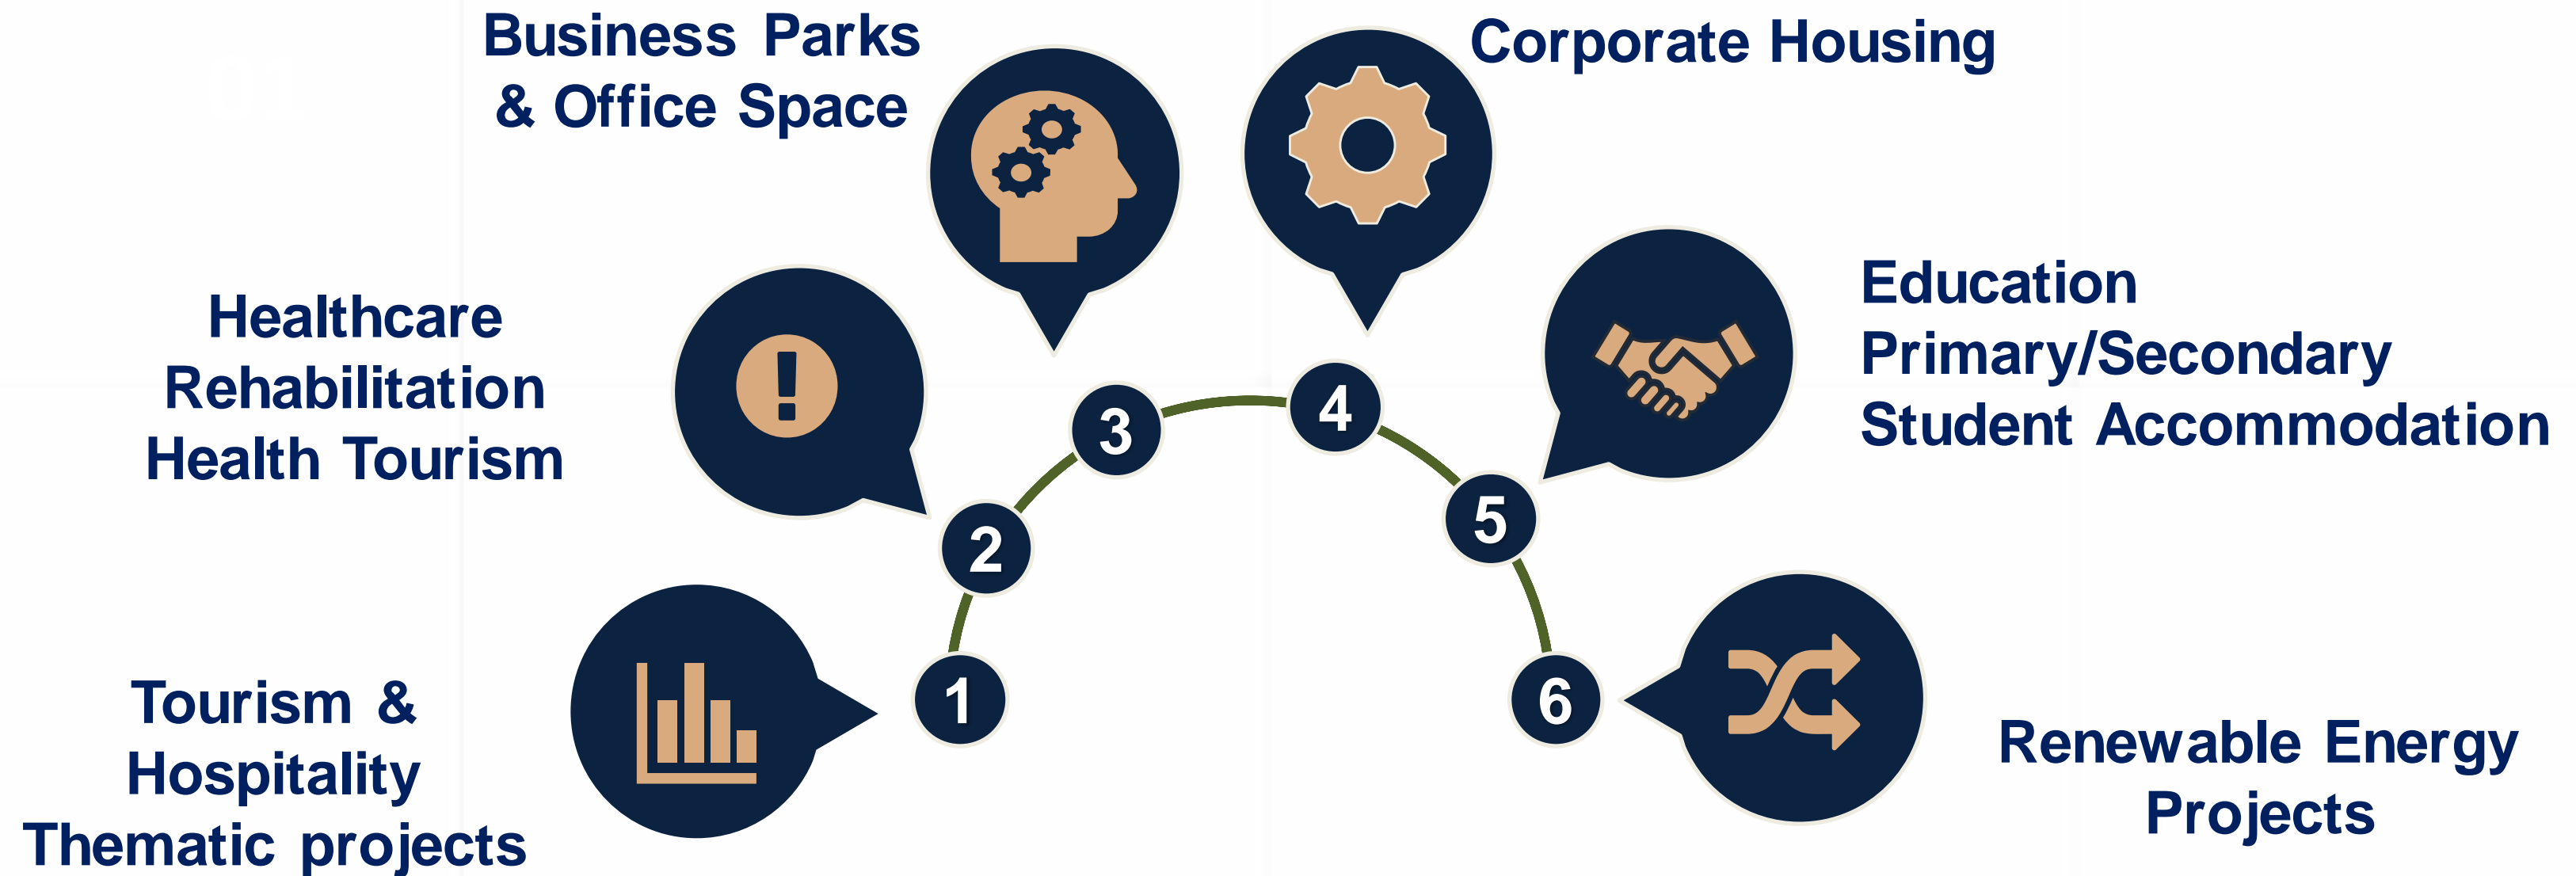 Business Parks
& Office Space
Corporate Housing
Healthcare
Rehabilitation
Health Tourism
Education
Primary/Secondary
Student Accommodation
Tourism &
Hospitality
Thematic projects
Renewable Energy
Projects
!
1
2
3
4
5
6